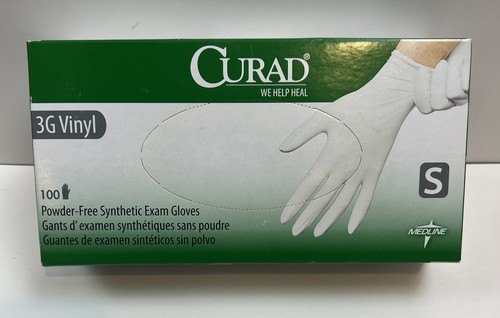 CURAD®
WE HELP HEAL
3G Vinyl
100
Powder-Free Synthetic Exam Gloves
Gants d'examen synthétiques sans poudre
Guantes de examen sintéticos sin polvo
S
MEDLINE